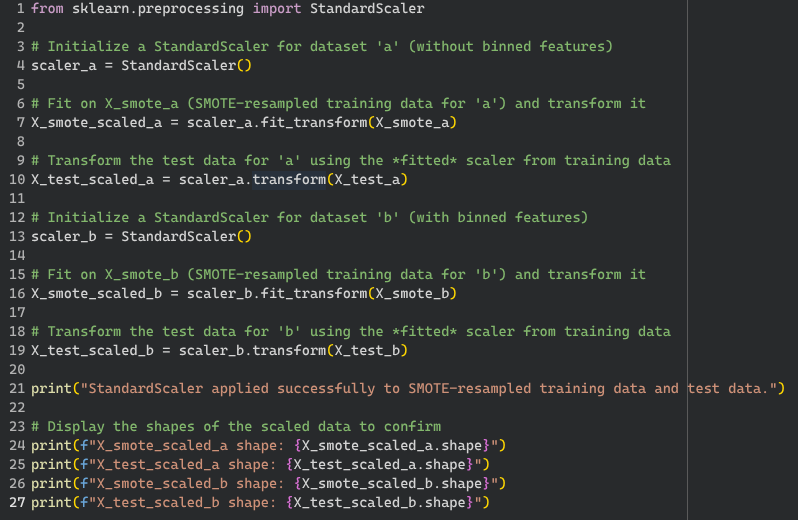 1 from sklearn.preprocessing import StandardScaler
2
3 # Initialize a StandardScaler for dataset 'a' (without binned features)
4 scaler_a = StandardScaler()
5
6 # Fit on X_smote_a (SMOTE-resampled training data for 'a') and transform it
7 X_smote_scaled_a = scaler_a.fit_transform(X_smote_a)
8
9 # Transform the test data for 'a' using the *fitted* scaler from training data
10 X_test_scaled_a = scaler_a.transform(X_test_a)
11
12 # Initialize a StandardScaler for dataset 'b' (with binned features)
13 scaler_b = StandardScaler()
14
15 # Fit on X_smote_b (SMOTE-resampled training data for 'b') and transform it
16 X_smote_scaled_b = scaler_b.fit_transform(X_smote_b)
17
18 # Transform the test data for 'b' using the *fitted* scaler from training data
19 X_test_scaled_b = scaler_b.transform(X_test_b)
20
21 print("StandardScaler applied successfully to SMOTE-resampled training data and test data.")
22
23 # Display the shapes of the scaled data to confirm
24 print(f"X_smote_scaled_a shape: {X_smote_scaled_a.shape}")
25 print(f"X_test_scaled_a shape: {X_test_scaled_a.shape}")
26 print(f"X_smote_scaled_b shape: {X_smote_scaled_b.shape}")
27 print(f"X_test_scaled_b shape: {X_test_scaled_b.shape}")